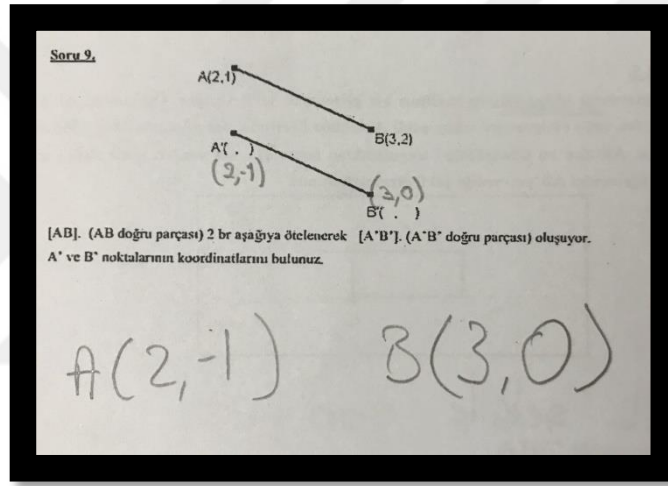 Soru 9.
A(2,1)
B(3,2)
A'( . )
(2,-1)
(3,0)
B'( . )
[AB]. (AB doğru parçası) 2 br aşağıya ötelenerek [A'B']. (A'B' doğru parçası) oluşuyor.
A' ve B' noktalarının koordinatlarını bulunuz.
A(2,-1) B(3,0)